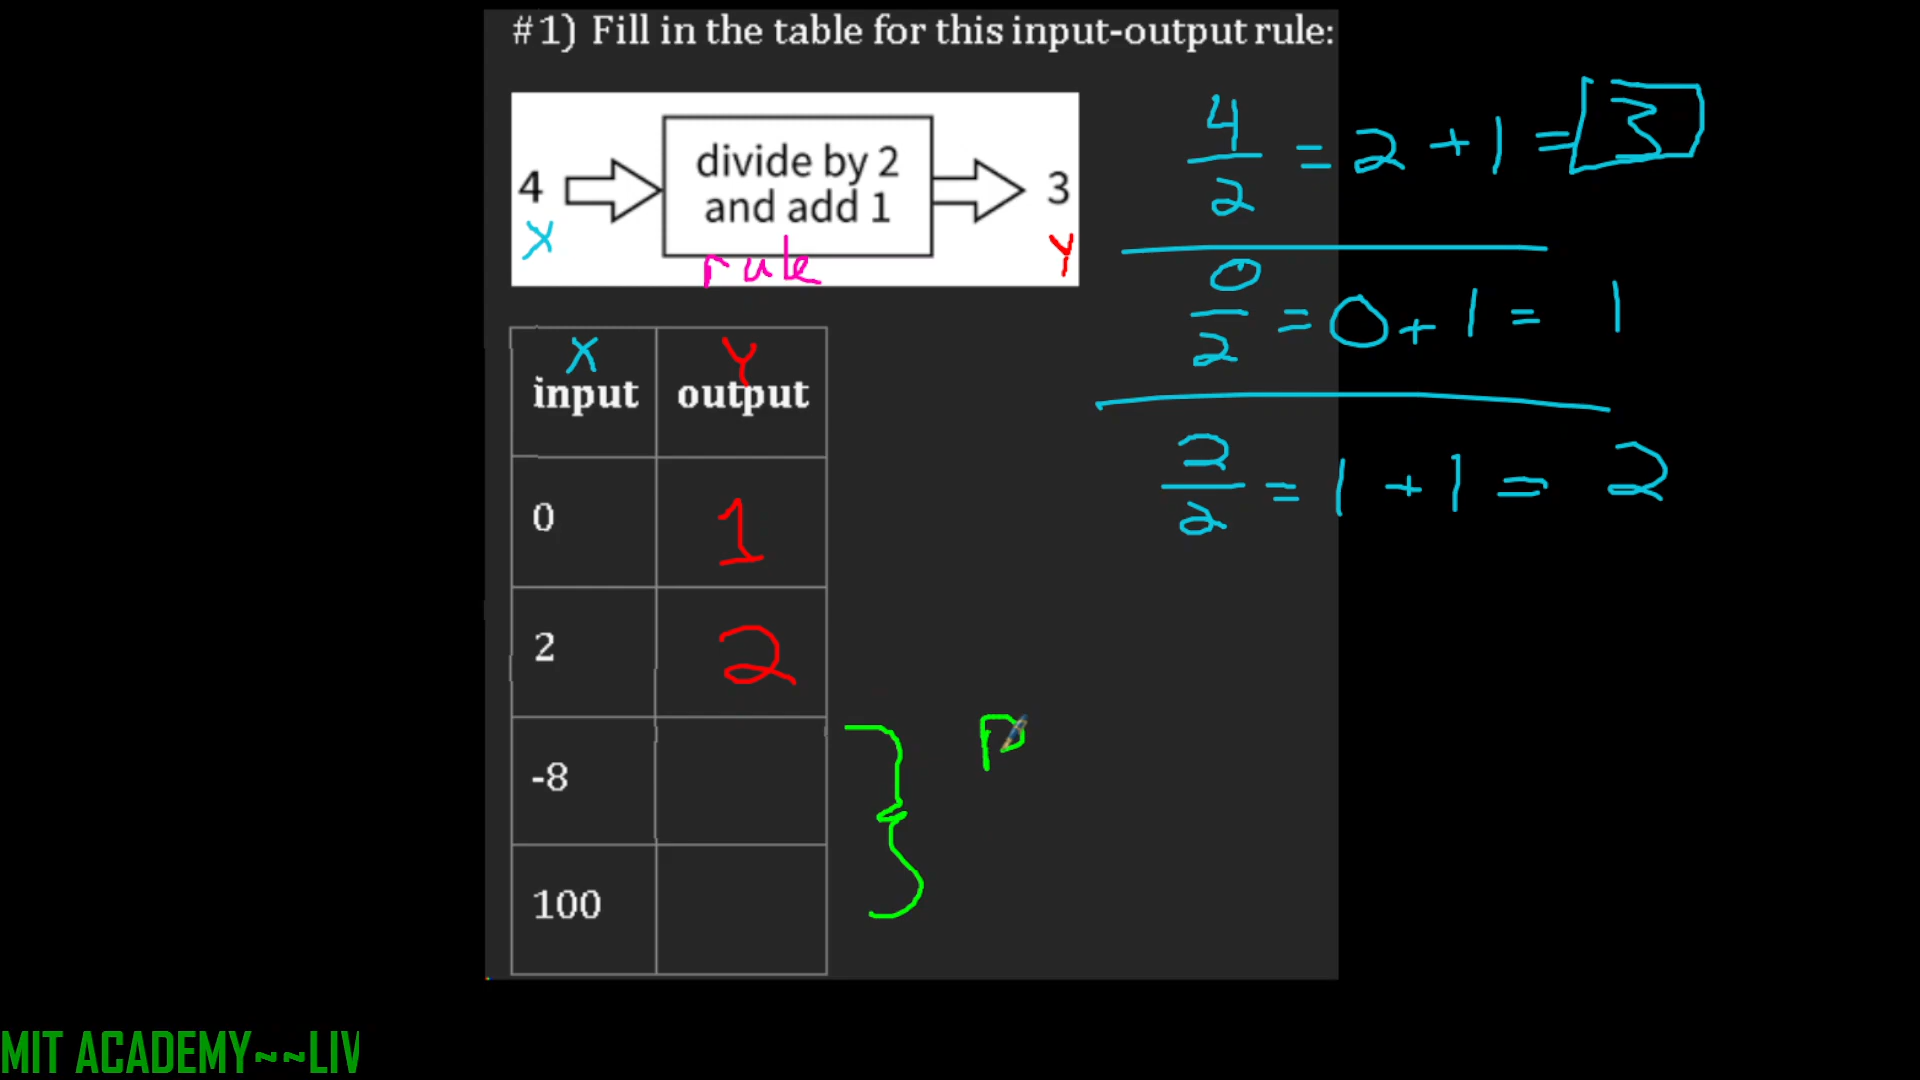 #1) Fill in the table for this input-output rule:
4 divide by 2 and add 1 3
X rule Y
4/2 = 2 + 1 = 3
0/2 = 0 + 1 = 1
2/2 = 1 + 1 = 2
X Y
input output
0 1
2 2
-8
P
100
MIT ACADEMY~~LIV